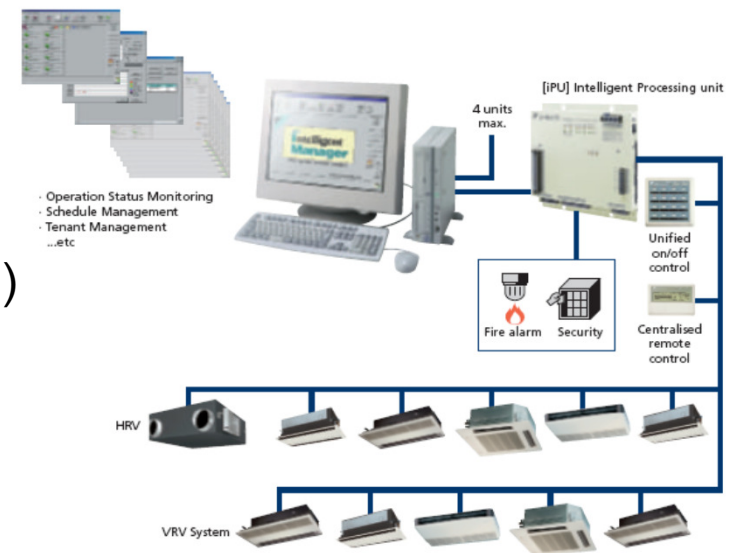 [iPU] Intelligent Processing unit
4 units
max.
intelligent
Manager
· Operation Status Monitoring
· Schedule Management
· Tenant Management
...etc
)
Unified
on/off
control
Fire alarm
Security
Centralised
remote
control
HRV
VRV System